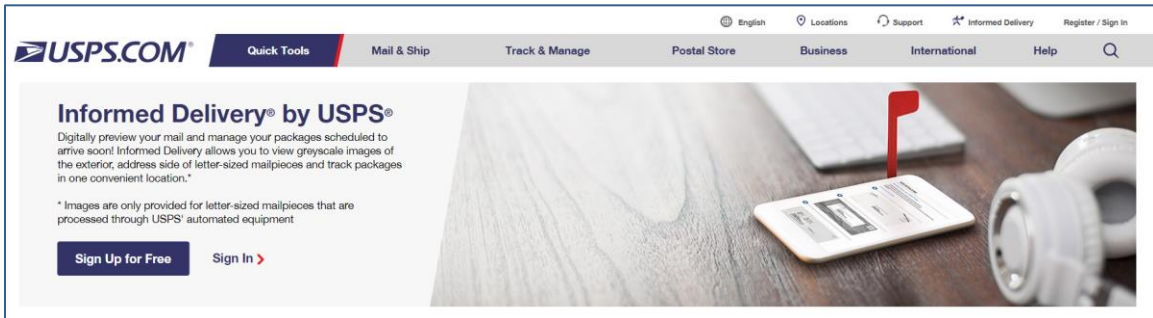 English Locations Support Informed Delivery Register / Sign In
USPS.COM® Quick Tools Mail & Ship Track & Manage Postal Store Business International Help
Informed Delivery® by USPS®
Digitally preview your mail and manage your packages scheduled to
arrive soon! Informed Delivery allows you to view greyscale images of
the exterior, address side of letter-sized mailpieces and track packages
in one convenient location.*
* Images are only provided for letter-sized mailpieces that are
processed through USPS' automated equipment
Sign Up for Free Sign In